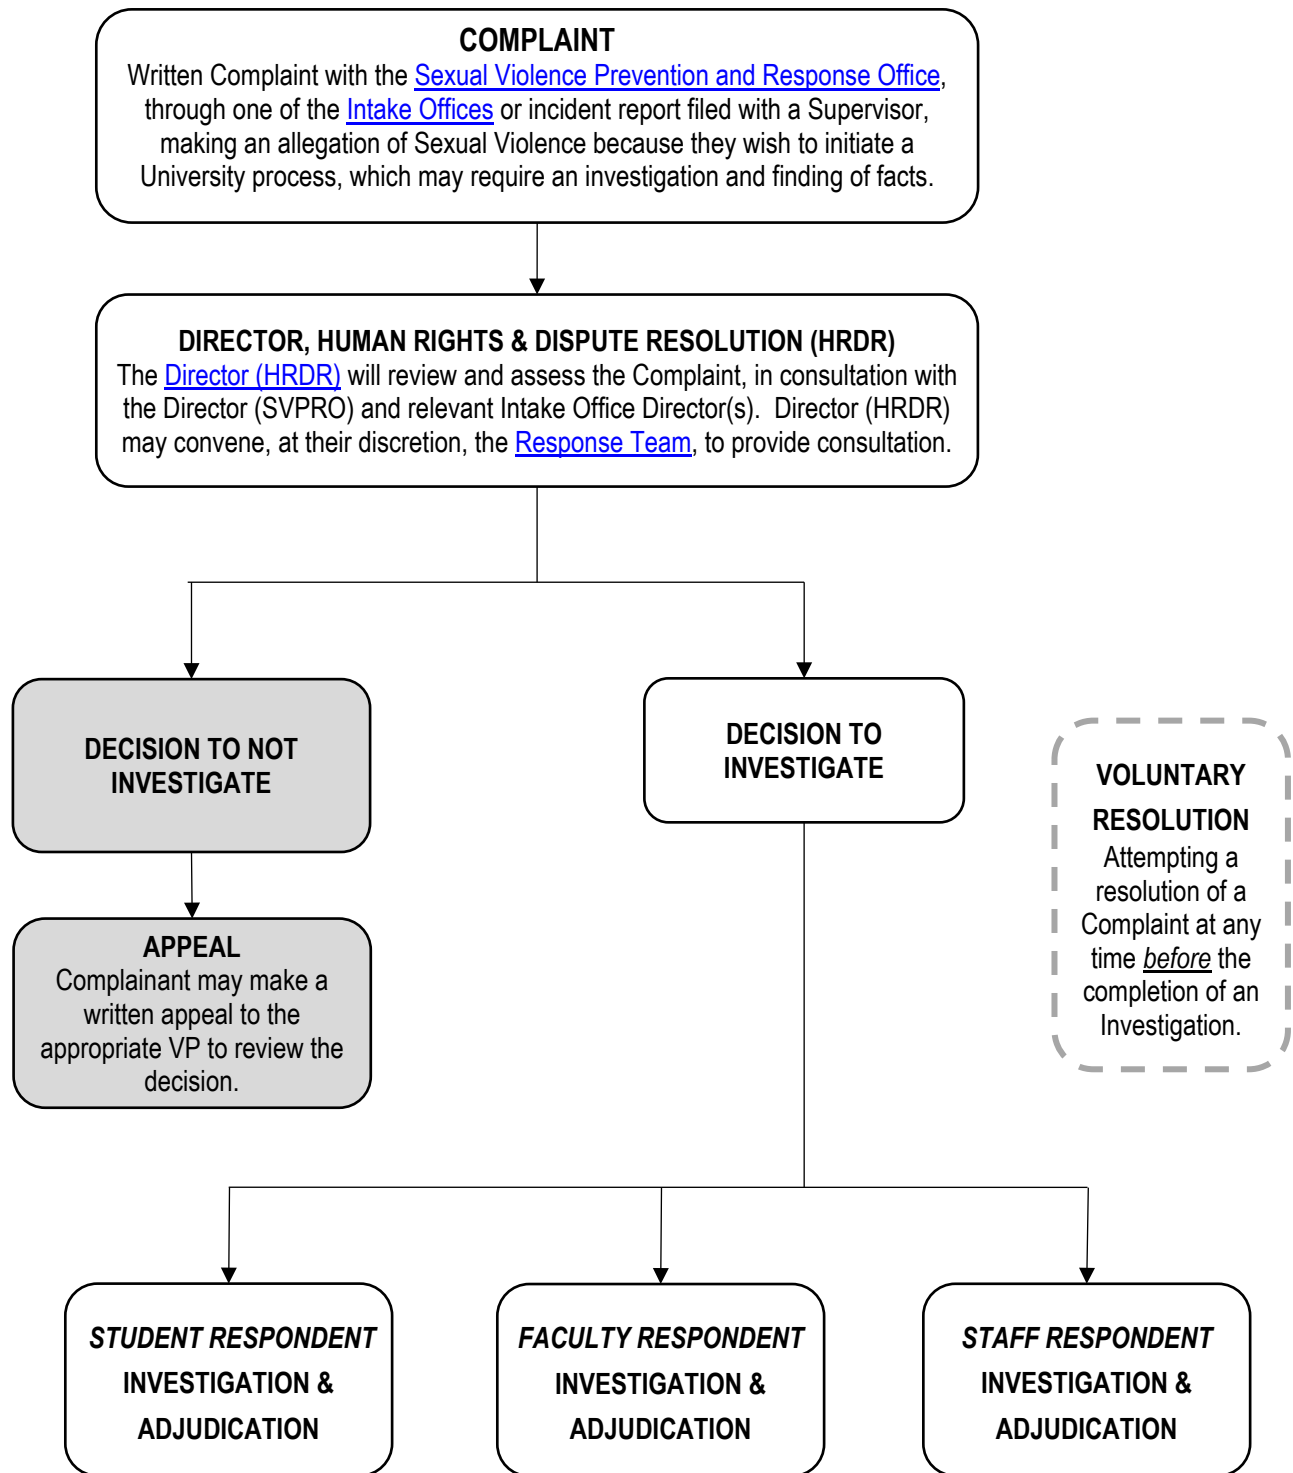 COMPLAINT
Written Complaint with the Sexual Violence Prevention and Response Office,
through one of the Intake Offices or incident report filed with a Supervisor,
making an allegation of Sexual Violence because they wish to initiate a
University process, which may require an investigation and finding of facts.
DIRECTOR, HUMAN RIGHTS & DISPUTE RESOLUTION (HRDR)
The Director (HRDR) will review and assess the Complaint, in consultation with
the Director (SVPRO) and relevant Intake Office Director(s).  Director (HRDR)
may convene, at their discretion, the Response Team, to provide consultation.
DECISION TO NOT
INVESTIGATE
DECISION TO
INVESTIGATE
VOLUNTARY
RESOLUTION
Attempting a
resolution of a
Complaint at any
time before the
completion of an
Investigation.
APPEAL
Complainant may make a
written appeal to the
appropriate VP to review the
decision.
STUDENT RESPONDENT
INVESTIGATION &
ADJUDICATION
FACULTY RESPONDENT
INVESTIGATION &
ADJUDICATION
STAFF RESPONDENT
INVESTIGATION &
ADJUDICATION